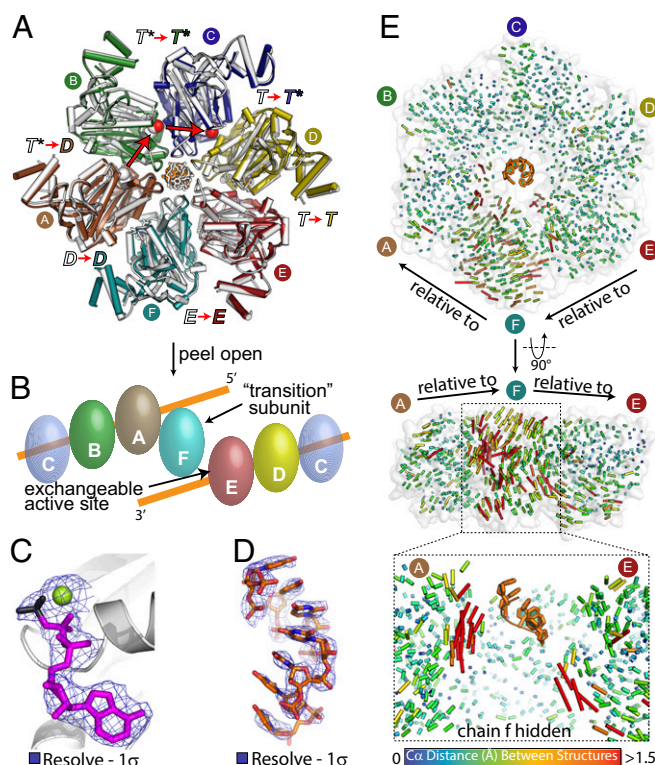 A
T*→T*
C
B
T→T*
T*→D
D
A
T→T
D→D
E
F
E→E
peel open
B
5′
"transition"
subunit
C
B
A
F
E
D
C
exchangeable
active site
3′
C
Resolve - 1σ
D
Resolve - 1σ
E
C
B
D
A
E
relative to
relative to
F
90°
relative to
relative to
A
F
E
A
E
chain f hidden
0 Cα Distance (Å) Between Structures >1.5